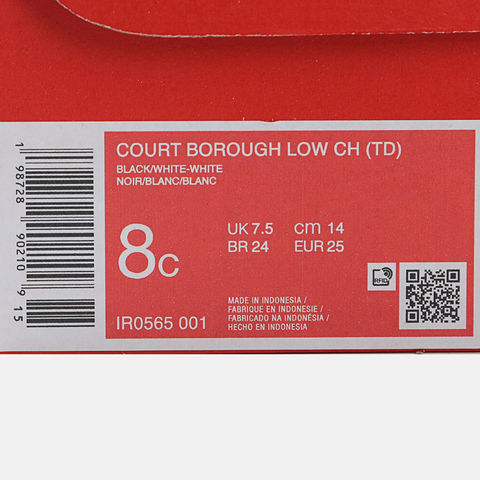 COURT BOROUGH LOW CH (TD)
BLACK/WHITE-WHITE
NOIR/BLANC/BLANC
8C
UK 7.5 cm 14
BR 24 EUR 25
IR0565 001
MADE IN INDONESIA /
FABRIQUE EN INDONESIE /
FABRICADO NA INDONÉSIA /
HECHO EN INDONESIA
RFID
1 98728 90210 9 15